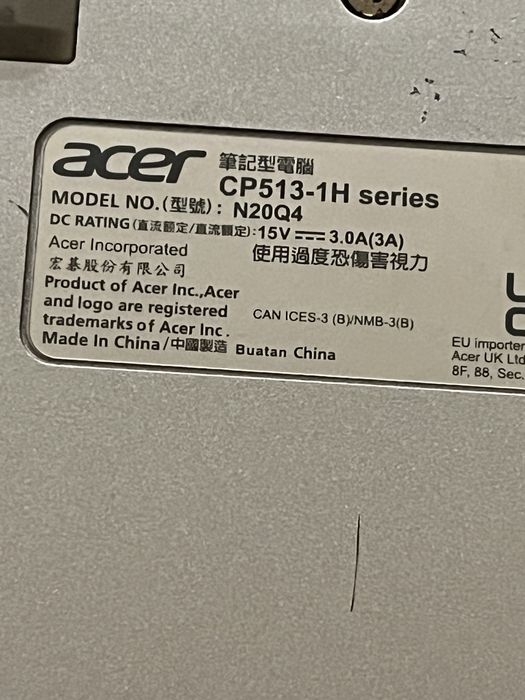 acer 筆記型電腦
CP513-1H series
MODEL NO.(型號): N20Q4
DC RATING(直流額定/直流額定):15V⎓3.0A(3A)
Acer Incorporated
宏碁股份有限公司
使用過度恐傷害視力
Product of Acer Inc.,Acer
and logo are registered
trademarks of Acer Inc.
CAN ICES-3 (B)/NMB-3(B)
Made In China/中國製造 Buatan China
EU importer
Acer UK Ltd
8F, 88, Sec.